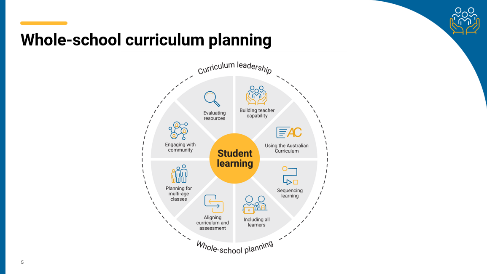 Whole-school curriculum planning
Curriculum leadership
Building teacher
capability
AC
Using the Australian
Curriculum
Sequencing
learning
Including all
learners
Aligning
curriculum and
assessment
Planning for
multi-age
classes
Engaging with
community
Evaluating
resources
Student
learning
Whole-school planning